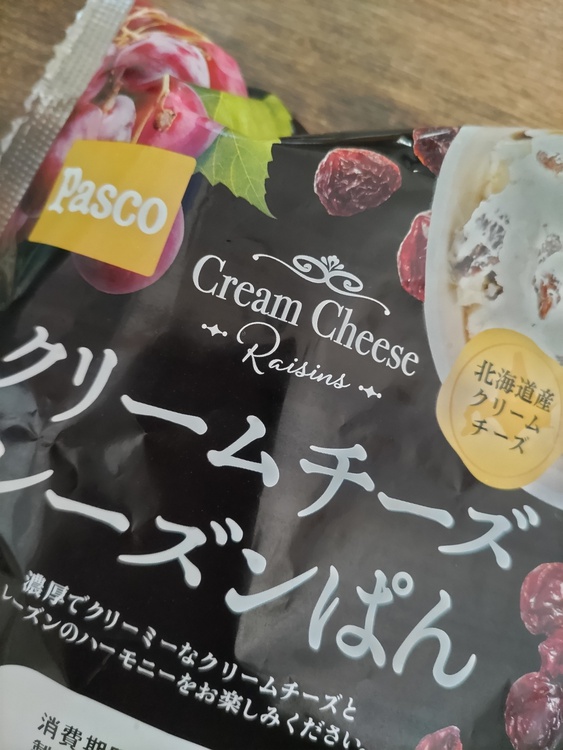 Pasco
Cream Cheese
Raisins
北海道産
クリーム
チーズ
クリームチーズ
レーズンぱん
濃厚でクリーミーなクリームチーズと
レーズンのハーモニーをお楽しみください。
消費期